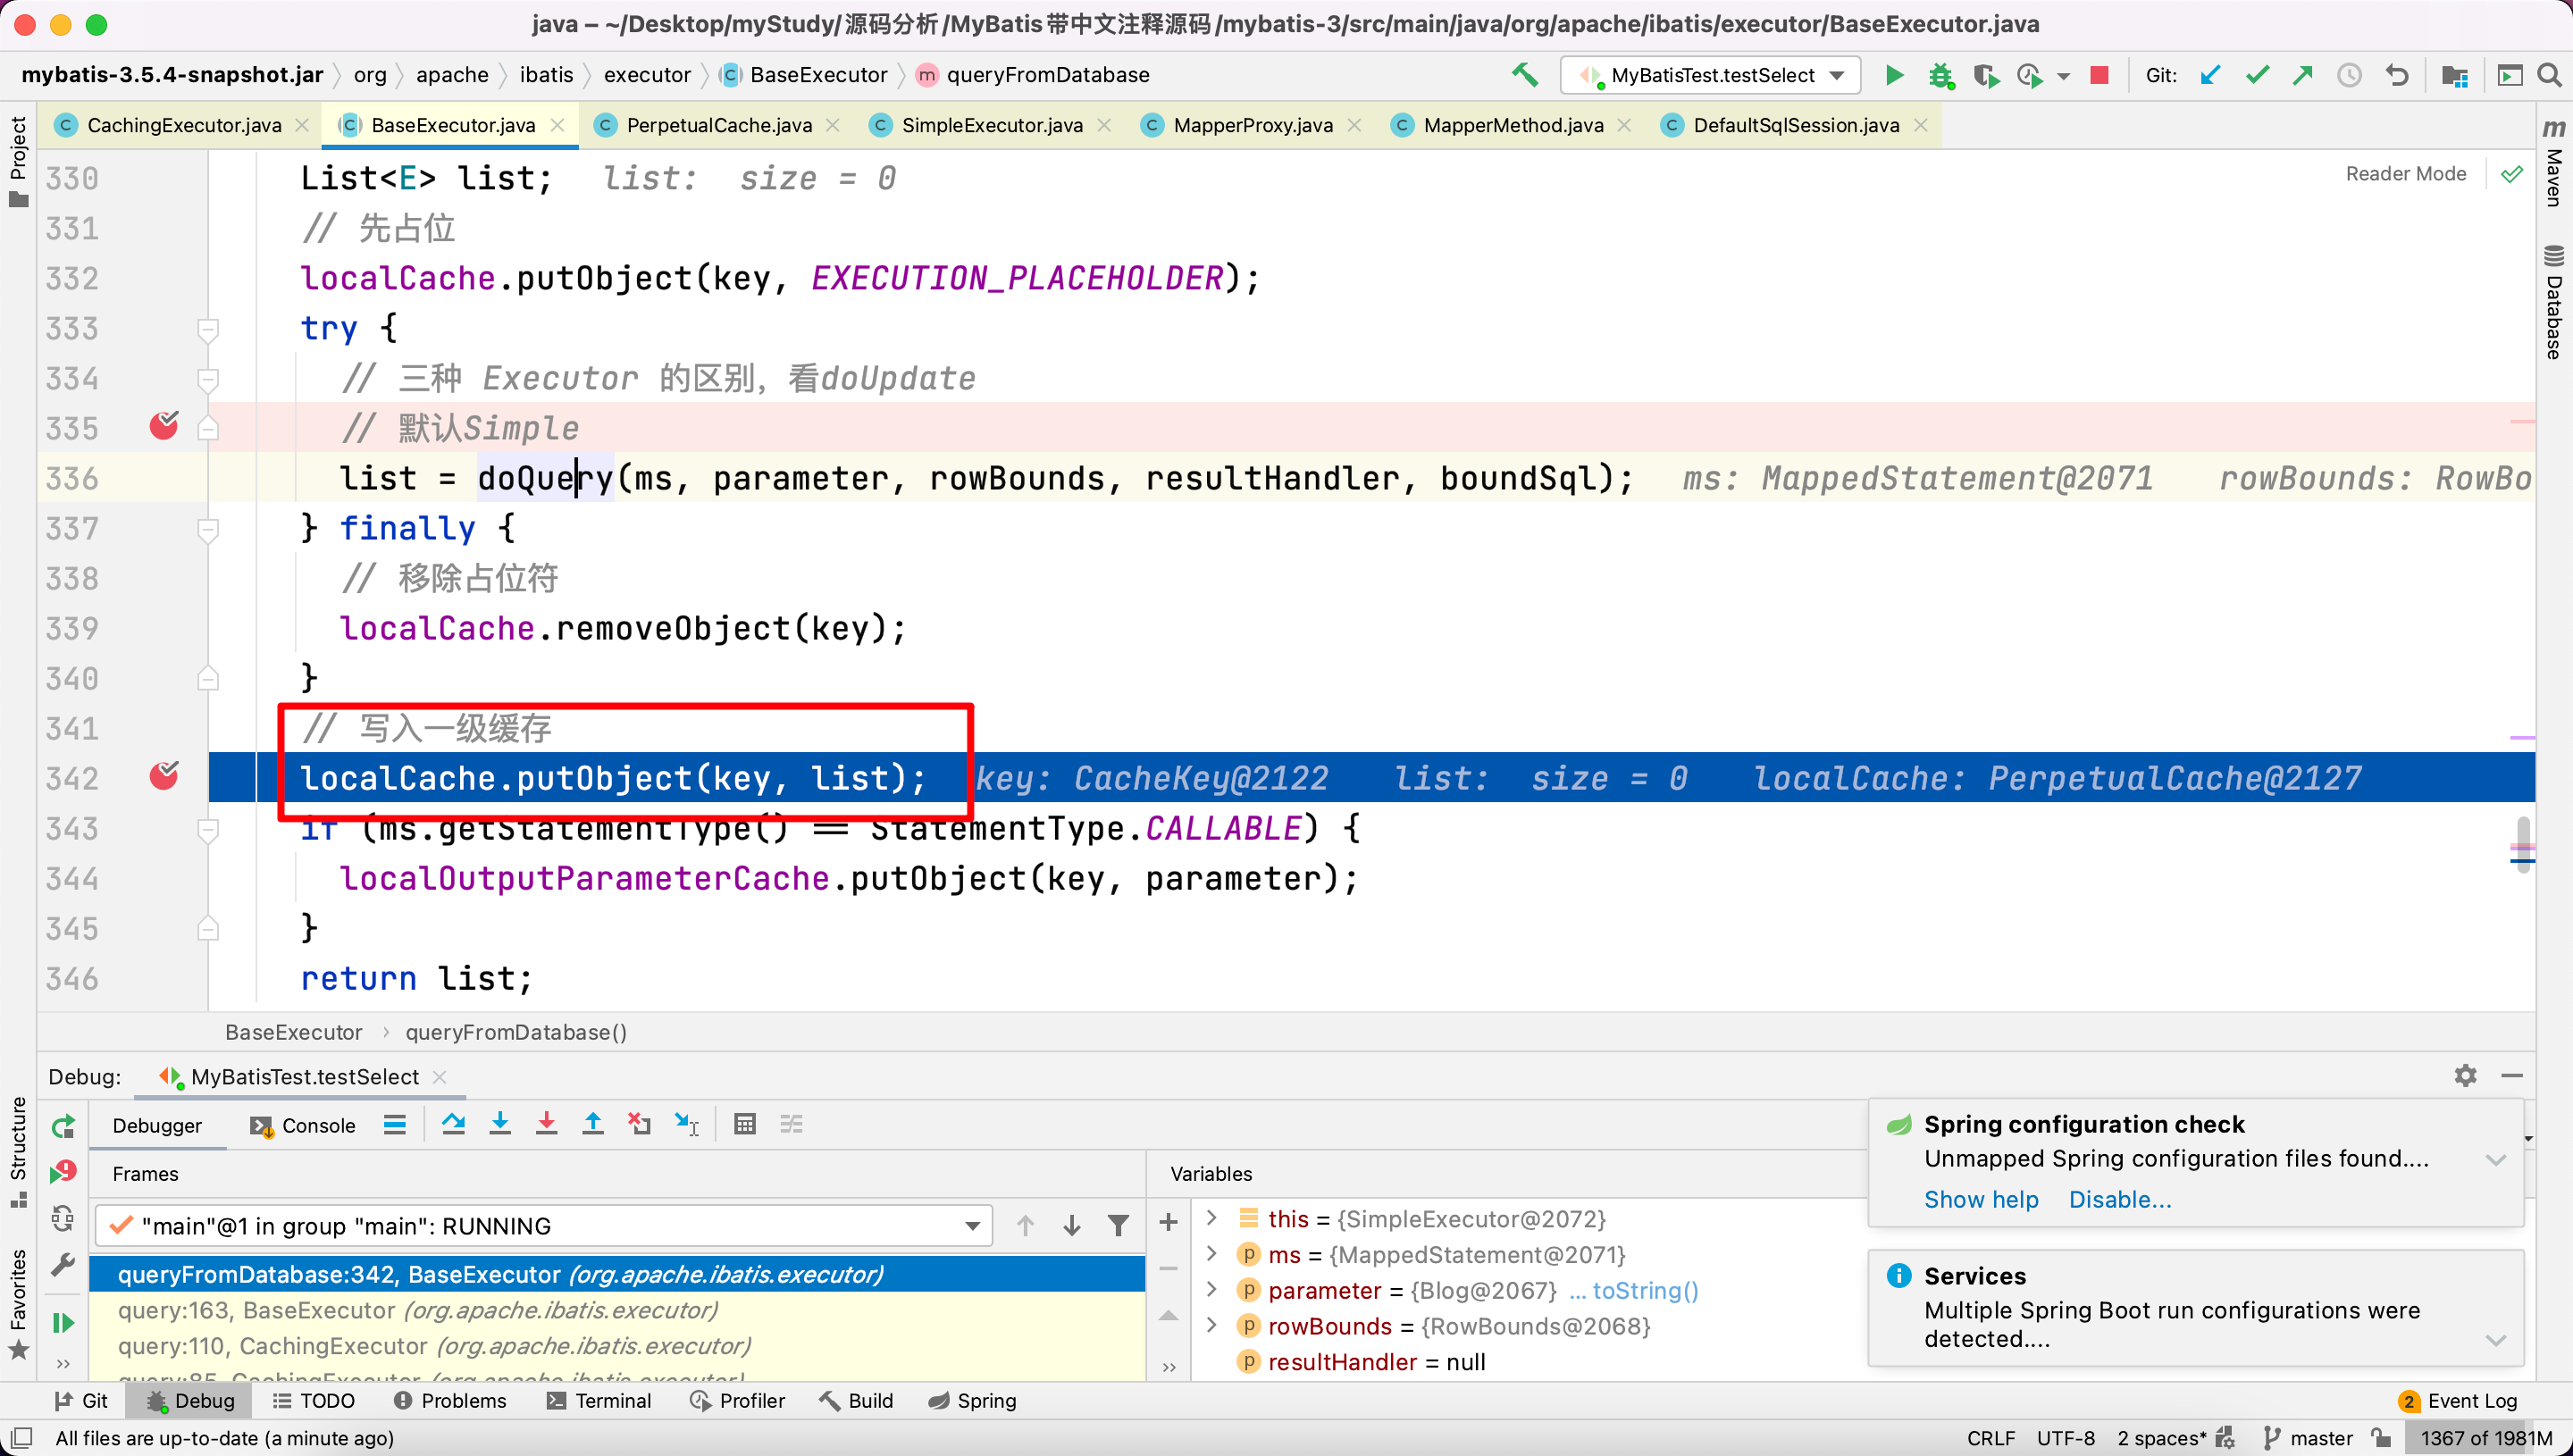 java – ~/Desktop/myStudy/源码分析/MyBatis带中文注释源码/mybatis-3/src/main/java/org/apache/ibatis/executor/BaseExecutor.java
mybatis-3.5.4-snapshot.jar org apache ibatis executor BaseExecutor queryFromDatabase MyBatisTest.testSelect Git:
CachingExecutor.java BaseExecutor.java PerpetualCache.java SimpleExecutor.java MapperProxy.java MapperMethod.java DefaultSqlSession.java
Project
Maven
Database
Reader Mode
330 List<E> list; list: size = 0
331 // 先占位
332 localCache.putObject(key, EXECUTION_PLACEHOLDER);
333 try {
334 // 三种 Executor 的区别，看doUpdate
335 // 默认Simple
336 list = doQuery(ms, parameter, rowBounds, resultHandler, boundSql); ms: MappedStatement@2071 rowBounds: RowBo
337 } finally {
338 // 移除占位符
339 localCache.removeObject(key);
340 }
341 // 写入一级缓存
342 localCache.putObject(key, list); key: CacheKey@2122 list: size = 0 localCache: PerpetualCache@2127
343 if (ms.getStatementType() == StatementType.CALLABLE) {
344 localOutputParameterCache.putObject(key, parameter);
345 }
346 return list;
BaseExecutor › queryFromDatabase()
Debug: MyBatisTest.testSelect
Structure
Favorites
Debugger Console
Frames
"main"@1 in group "main": RUNNING
queryFromDatabase:342, BaseExecutor (org.apache.ibatis.executor)
query:163, BaseExecutor (org.apache.ibatis.executor)
query:110, CachingExecutor (org.apache.ibatis.executor)
query:85, CachingExecutor (org.apache.ibatis.executor)
Variables
this = {SimpleExecutor@2072}
ms = {MappedStatement@2071}
parameter = {Blog@2067} ... toString()
rowBounds = {RowBounds@2068}
resultHandler = null
Spring configuration check
Unmapped Spring configuration files found....
Show help Disable...
Services
Multiple Spring Boot run configurations were
detected....
Git Debug TODO Problems Terminal Profiler Build Spring 2 Event Log
All files are up-to-date (a minute ago) CRLF UTF-8 2 spaces* master 1367 of 1981M